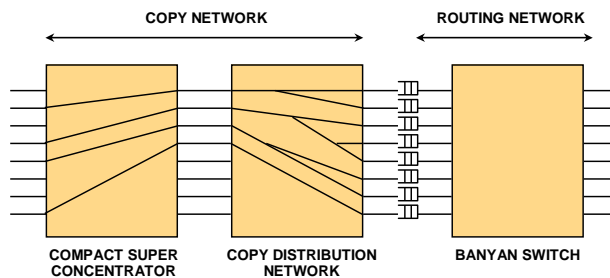 COPY NETWORK
ROUTING NETWORK
COMPACT SUPER
CONCENTRATOR
COPY DISTRIBUTION
NETWORK
BANYAN SWITCH